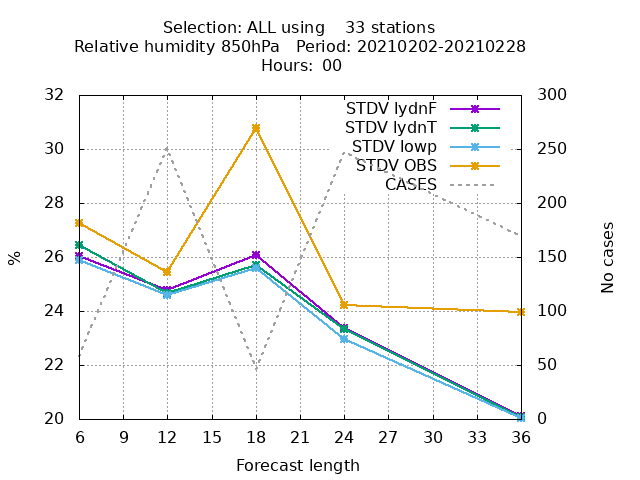 Selection: ALL using    33 stations
Relative humidity 850hPa   Period: 20210202-20210228
Hours: 00
32 300
STDV lydnF
STDV lydnT
30 STDV lowp 250
STDV OBS
CASES
28 200
26 150
% No cases
24 100
22 50
20 0
6 9 12 15 18 21 24 27 30 33 36
Forecast length